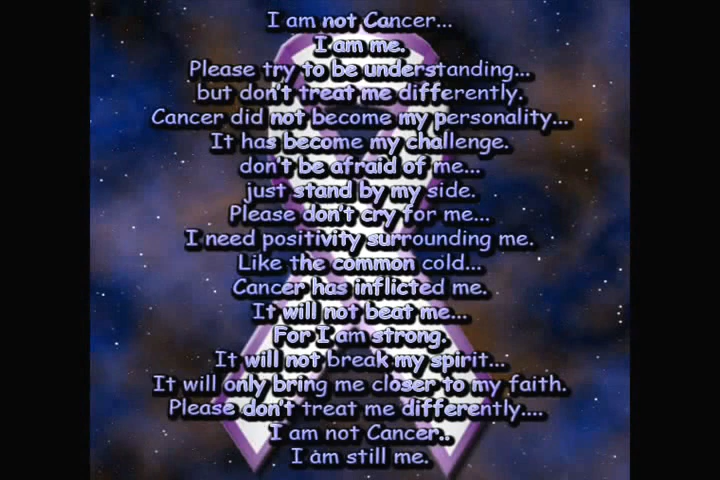 I am not Cancer...
I am me.
Please try to be understanding...
but don't treat me differently.
Cancer did not become my personality...
It has become my challenge.
don't be afraid of me...
just stand by my side.
Please don't cry for me...
I need positivity surrounding me.
Like the common cold...
Cancer has inflicted me.
It will not beat me...
For I am strong.
It will not break my spirit...
It will only bring me closer to my faith.
Please don't treat me differently....
I am not Cancer..
I am still me.